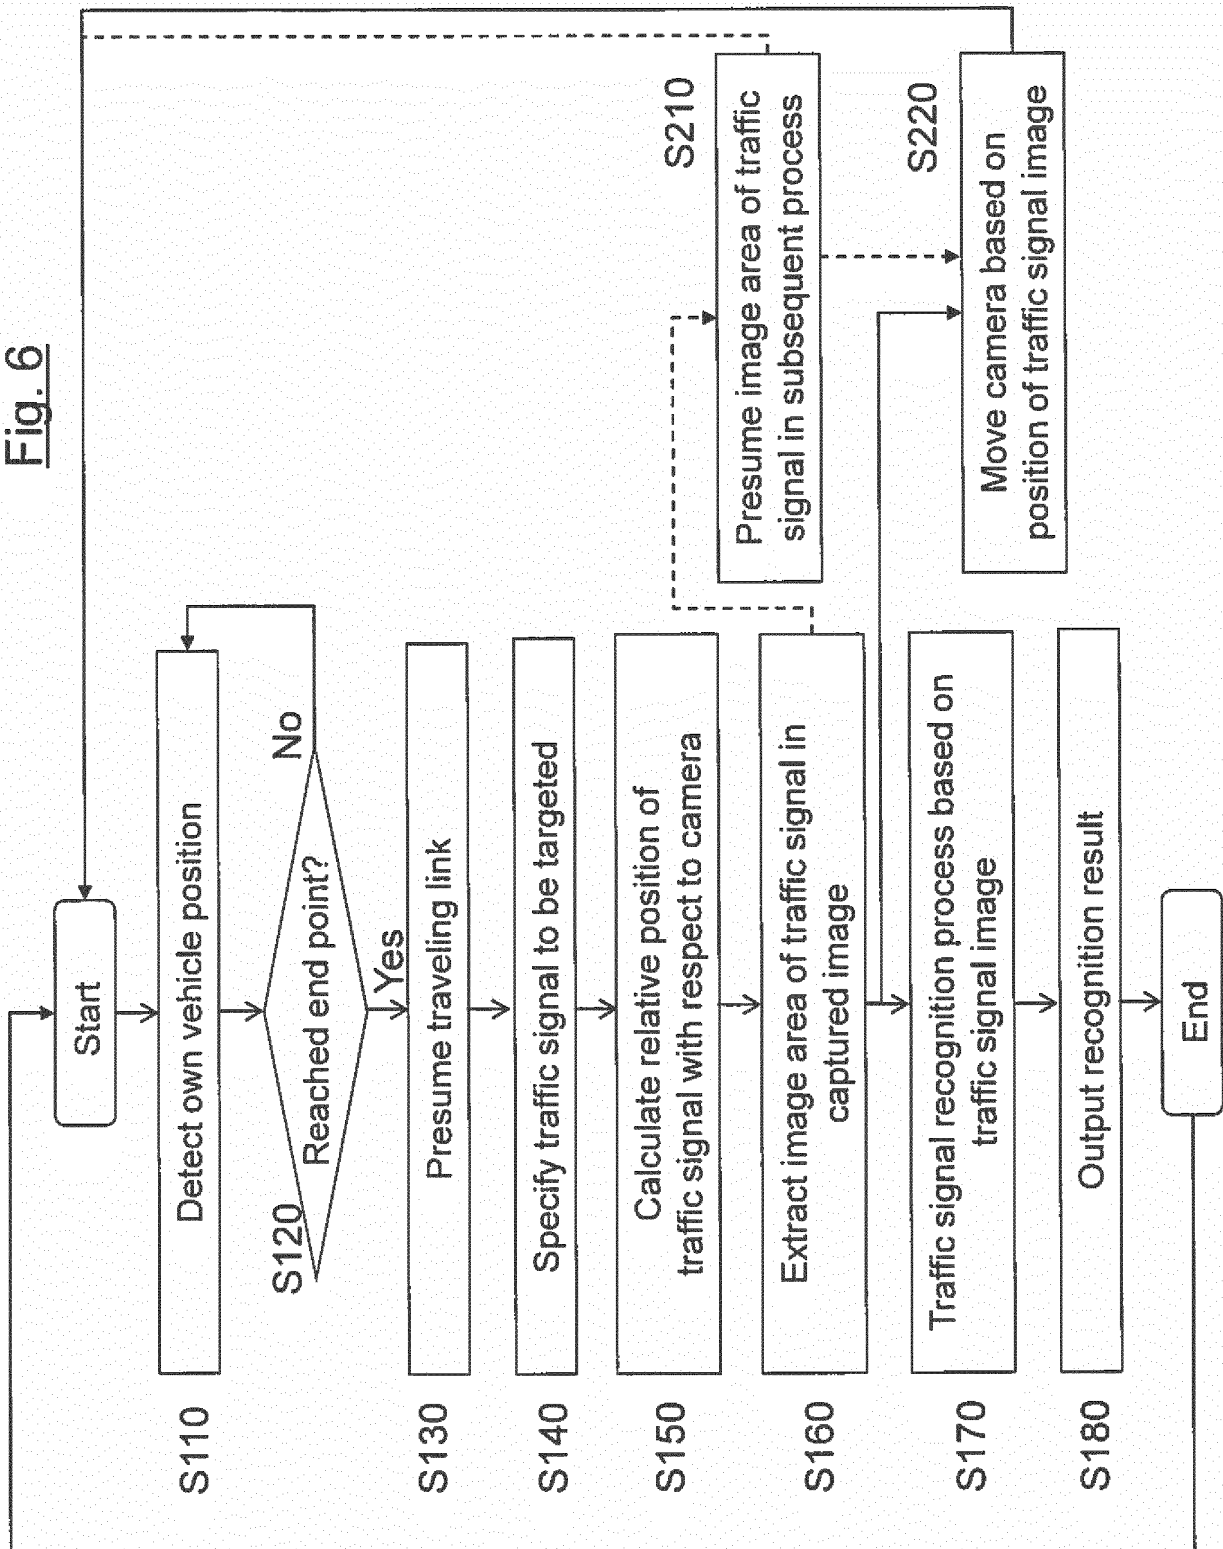 Fig. 6
Start
S110
Detect own vehicle position
S120
Reached end point?
No
Yes
S130
Presume traveling link
S140
Specify traffic signal to be targeted
S150
Calculate relative position of
traffic signal with respect to camera
S160
Extract image area of traffic signal in
captured image
S170
Traffic signal recognition process based on
traffic signal image
S180
Output recognition result
End
S210
Presume image area of traffic
signal in subsequent process
S220
Move camera based on
position of traffic signal image